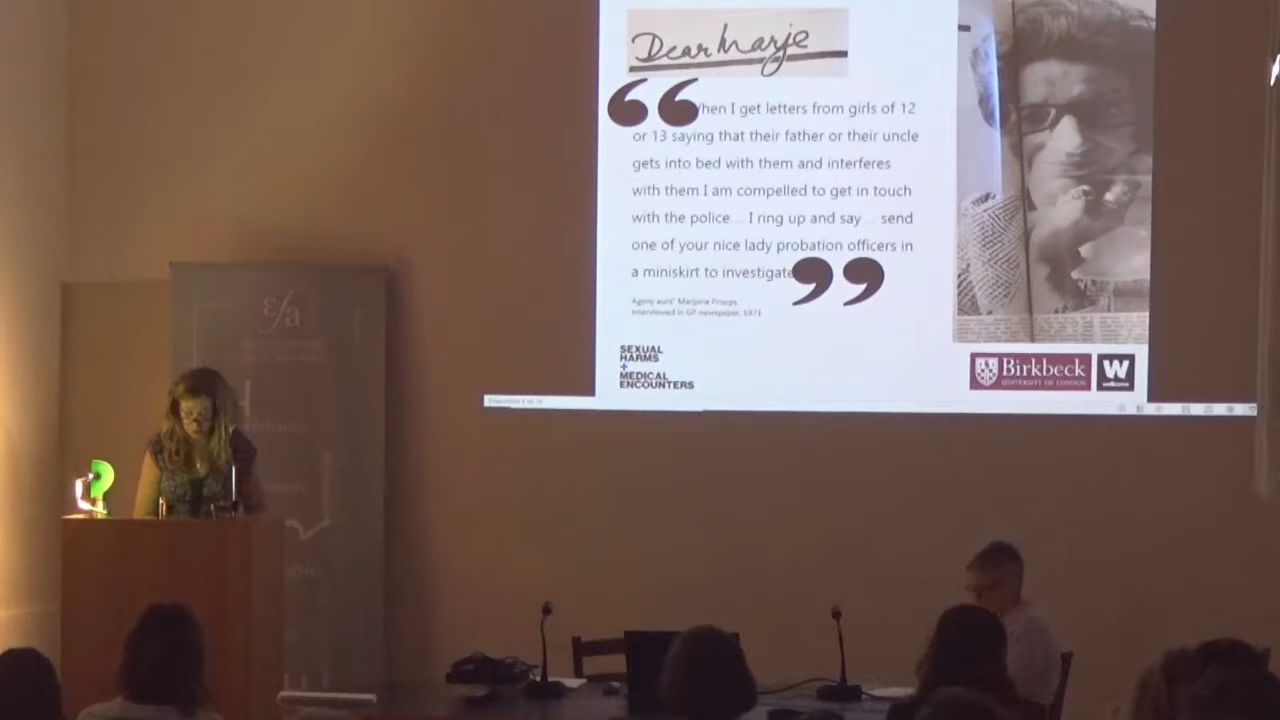 Dear Marje
hen I get letters from girls of 12
or 13 saying that their father or their uncle
gets into bed with them and interferes
with them I am compelled to get in touch
with the police ... I ring up and say ... send
one of your nice lady probation officers in
a miniskirt to investigate
Agony aunt' Marjorie Proops
interviewed in GP newspaper, 1971
SEXUAL
HARMS
+
MEDICAL
ENCOUNTERS
Birkbeck
UNIVERSITY OF LONDON
W
wellcome